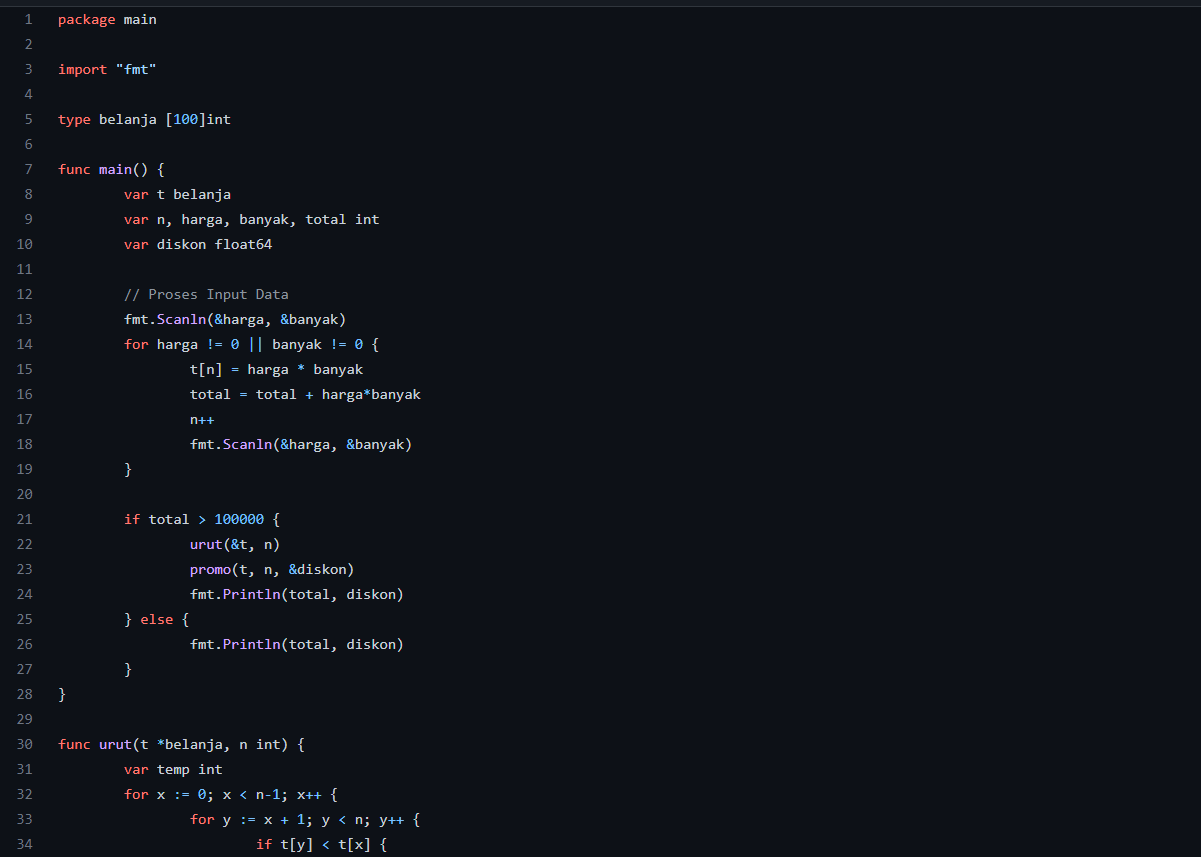 1 package main
2
3 import "fmt"
4
5 type belanja [100]int
6
7 func main() {
8 var t belanja
9 var n, harga, banyak, total int
10 var diskon float64
11
12 // Proses Input Data
13 fmt.Scanln(&harga, &banyak)
14 for harga != 0 || banyak != 0 {
15 t[n] = harga * banyak
16 total = total + harga*banyak
17 n++
18 fmt.Scanln(&harga, &banyak)
19 }
20
21 if total > 100000 {
22 urut(&t, n)
23 promo(t, n, &diskon)
24 fmt.Println(total, diskon)
25 } else {
26 fmt.Println(total, diskon)
27 }
28 }
29
30 func urut(t *belanja, n int) {
31 var temp int
32 for x := 0; x < n-1; x++ {
33 for y := x + 1; y < n; y++ {
34 if t[y] < t[x] {